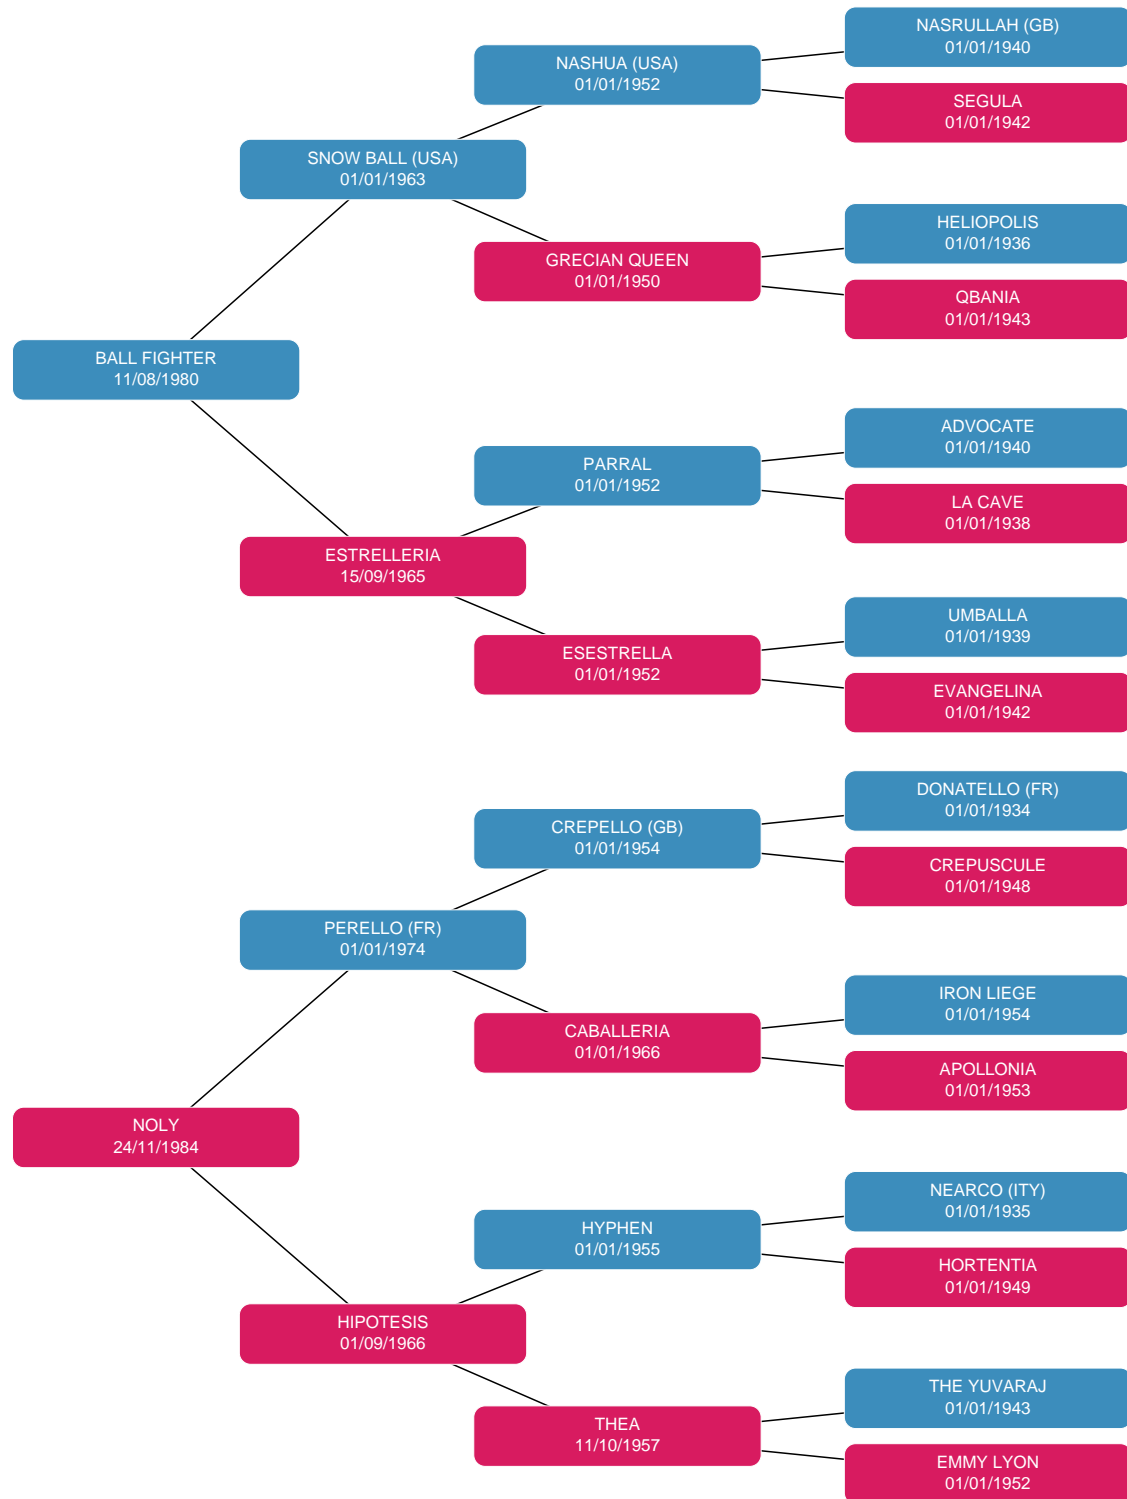 NASRULLAH (GB)
01/01/1940
NASHUA (USA)
01/01/1952
SEGULA
01/01/1942
SNOW BALL (USA)
01/01/1963
HELIOPOLIS
01/01/1936
GRECIAN QUEEN
01/01/1950
QBANIA
01/01/1943
BALL FIGHTER
11/08/1980
ADVOCATE
01/01/1940
PARRAL
01/01/1952
LA CAVE
01/01/1938
ESTRELLERIA
15/09/1965
UMBALLA
01/01/1939
ESESTRELLA
01/01/1952
EVANGELINA
01/01/1942
DONATELLO (FR)
01/01/1934
CREPELLO (GB)
01/01/1954
CREPUSCULE
01/01/1948
PERELLO (FR)
01/01/1974
IRON LIEGE
01/01/1954
CABALLERIA
01/01/1966
APOLLONIA
01/01/1953
NOLY
24/11/1984
NEARCO (ITY)
01/01/1935
HYPHEN
01/01/1955
HORTENTIA
01/01/1949
HIPOTESIS
01/09/1966
THE YUVARAJ
01/01/1943
THEA
11/10/1957
EMMY LYON
01/01/1952